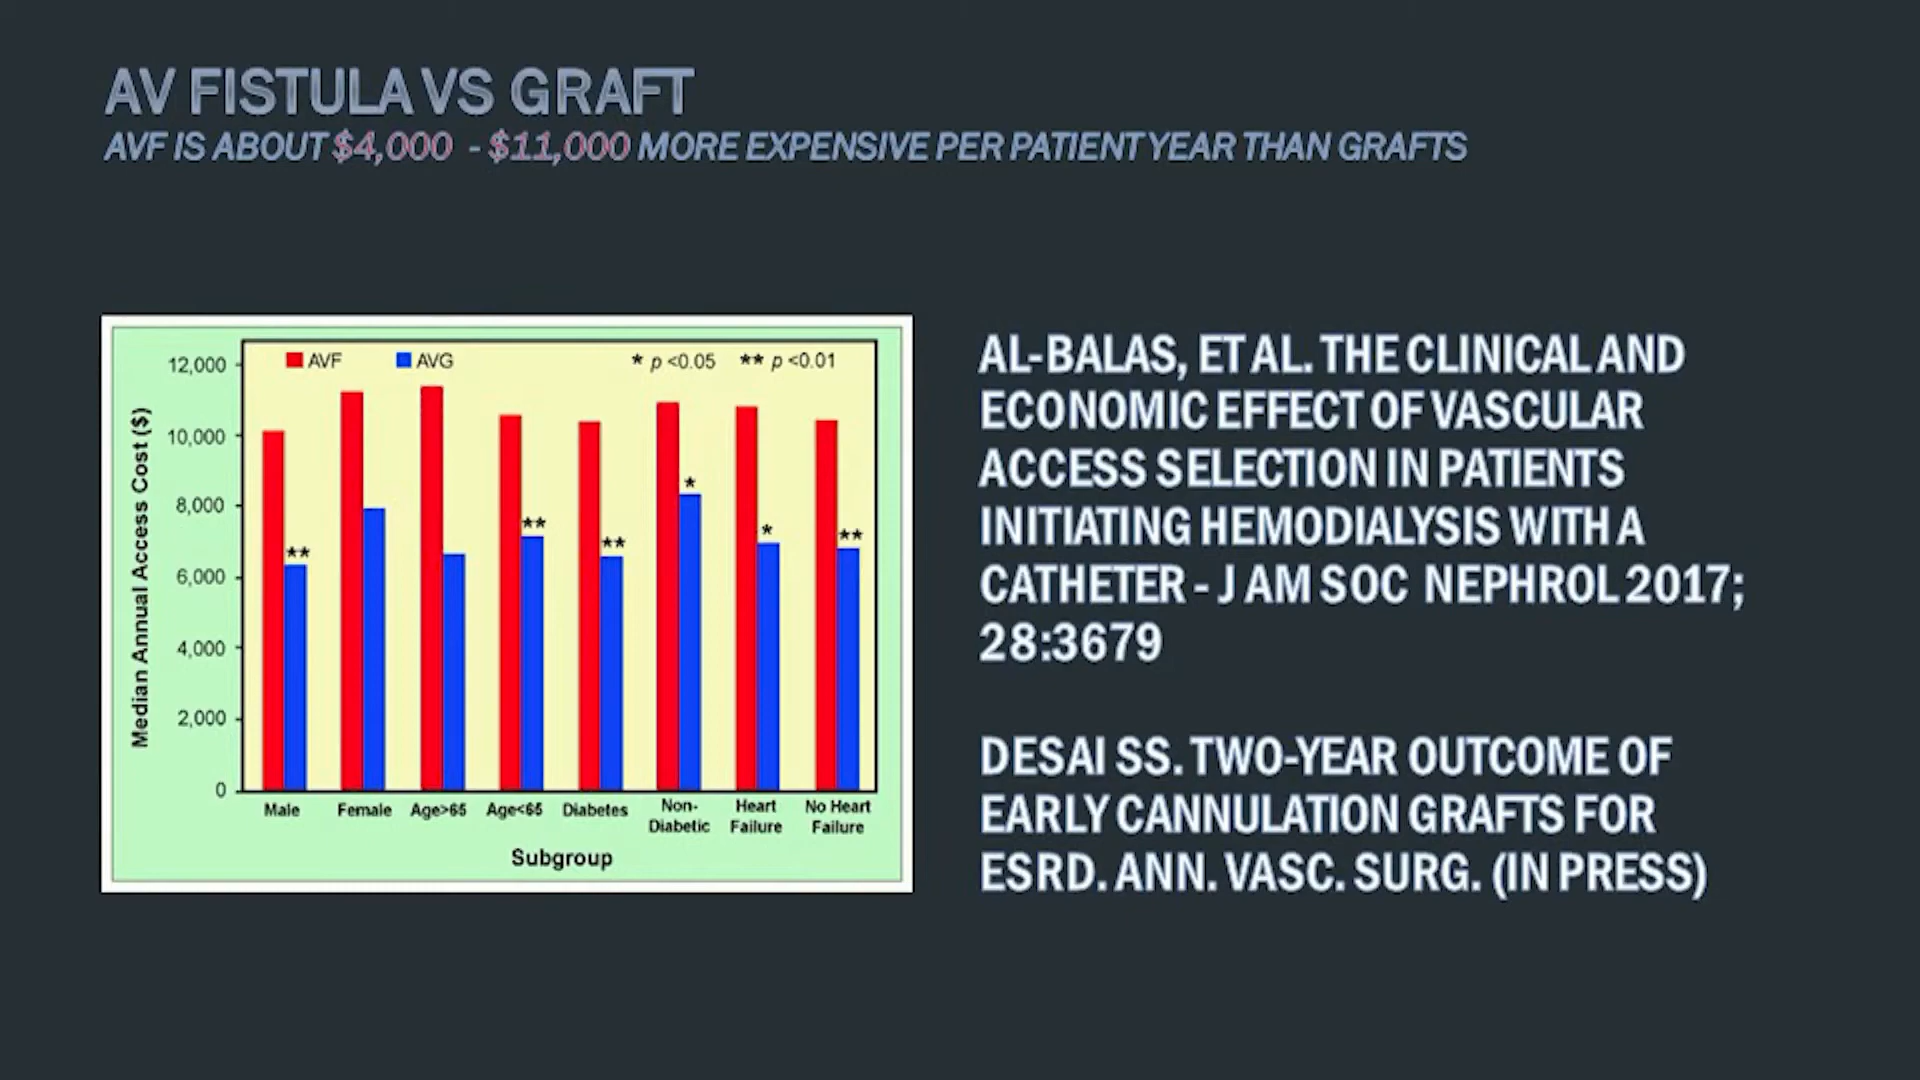 AV FISTULA VS GRAFT
AVF IS ABOUT $4,000 - $11,000 MORE EXPENSIVE PER PATIENT YEAR THAN GRAFTS
AVF AVG * p <0.05 ** p <0.01
Median Annual Access Cost ($)
12,000
10,000
8,000
6,000
4,000
2,000
0
**
**
**
*
*
**
Male Female Age>65 Age<65 Diabetes Non-Diabetic Heart Failure No Heart Failure
Subgroup
AL-BALAS, ET AL. THE CLINICAL AND
ECONOMIC EFFECT OF VASCULAR
ACCESS SELECTION IN PATIENTS
INITIATING HEMODIALYSIS WITH A
CATHETER - J AM SOC NEPHROL 2017;
28:3679
DESAI SS. TWO-YEAR OUTCOME OF
EARLY CANNULATION GRAFTS FOR
ESRD. ANN. VASC. SURG. (IN PRESS)